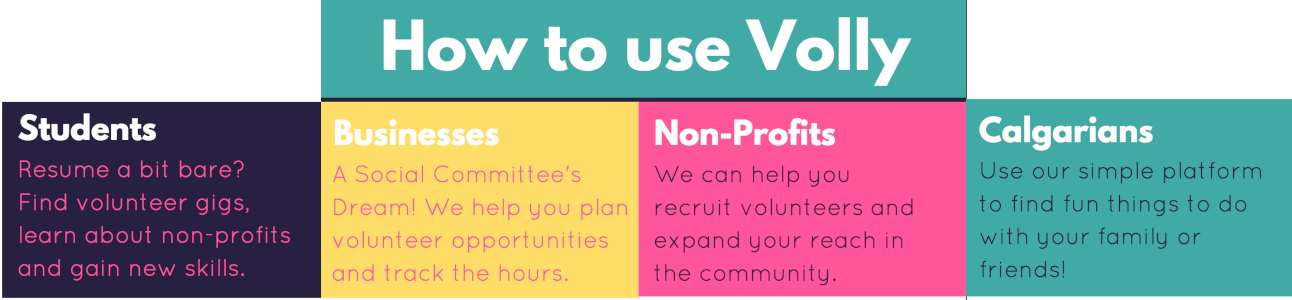 How to use Volly
Students
Resume a bit bare?
Find volunteer gigs,
learn about non-profits
and gain new skills.
Businesses
A Social Committee's
Dream! We help you plan
volunteer opportunities
and track the hours.
Non-Profits
We can help you
recruit volunteers and
expand your reach in
the community.
Calgarians
Use our simple platform
to find fun things to do
with your family or
friends!